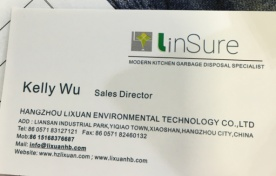 LinSure
MODERN KITCHEN GARBAGE DISPOSAL SPECIALIST
Kelly Wu Sales Director
HANGZHOU LIXUAN ENVIRONMENTAL TECHNOLOGY CO.,LTD
ADD : LIANSAN INDUSTRIAL PARK,YIQIAO TOWN,XIAOSHAN,HANGZHOU CITY,CHINA
Tel: 86 0571 83127121 Fax: 86 0571 82460132
Mob:86 15168376687
Mail: info@lixuanhb.com
Website: www.hzlixuan.com ; www.lixuanhb.com